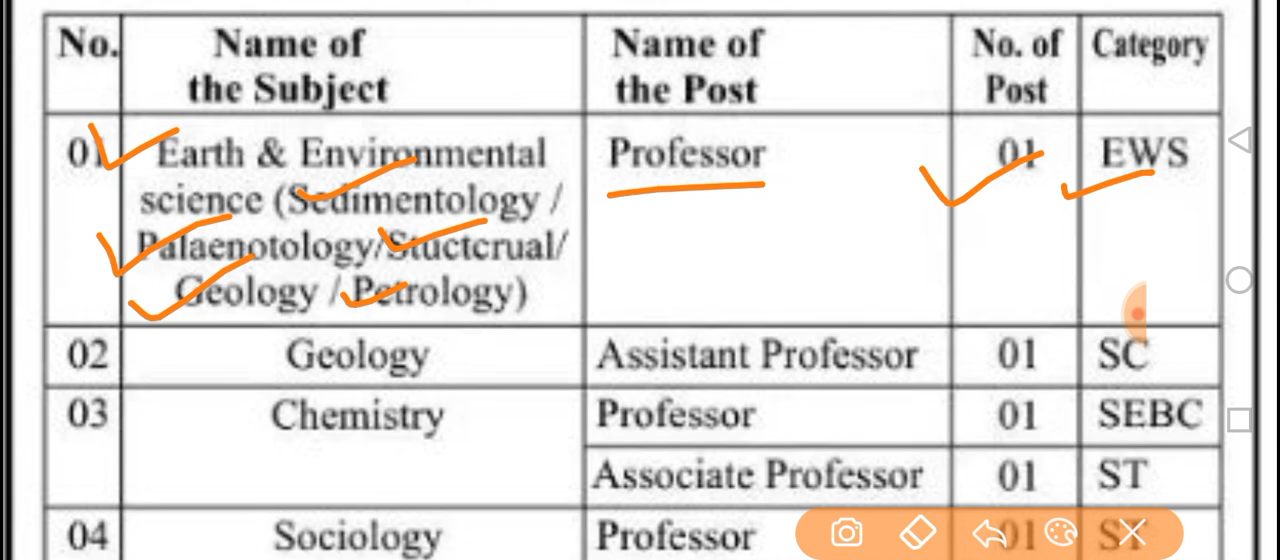 No. Name of Name of No. of Category
the Subject the Post Post
01 Earth & Environmental Professor 01 EWS
science (Sedimentology /
Palaenotology/Stuctcrual/
Geology / Petrology)
02 Geology Assistant Professor 01 SC
03 Chemistry Professor 01 SEBC
Associate Professor 01 ST
04 Sociology Professor 01 ST